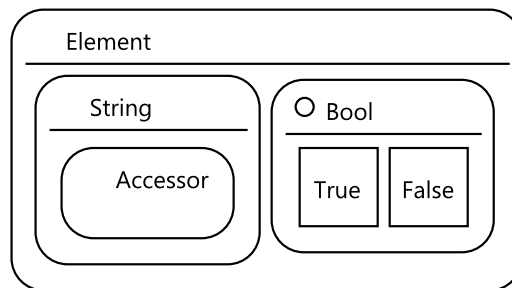 Element
String
Bool
Accessor
True
False